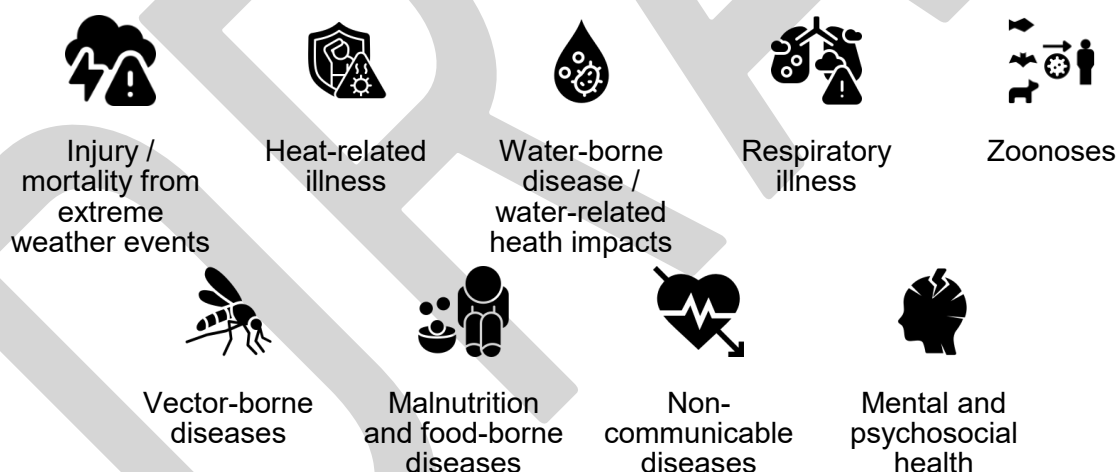 Injury /
mortality from
extreme
weather events
Heat-related
illness
Water-borne
disease /
water-related
heath impacts
Respiratory
illness
Zoonoses
Vector-borne
diseases
Malnutrition
and food-borne
diseases
Non-
communicable
diseases
Mental and
psychosocial
health